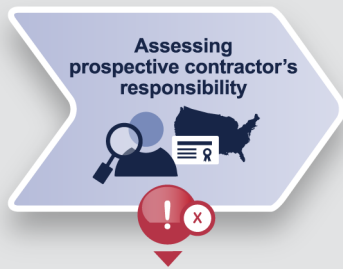 Assessing
prospective contractor's
responsibility
!
X